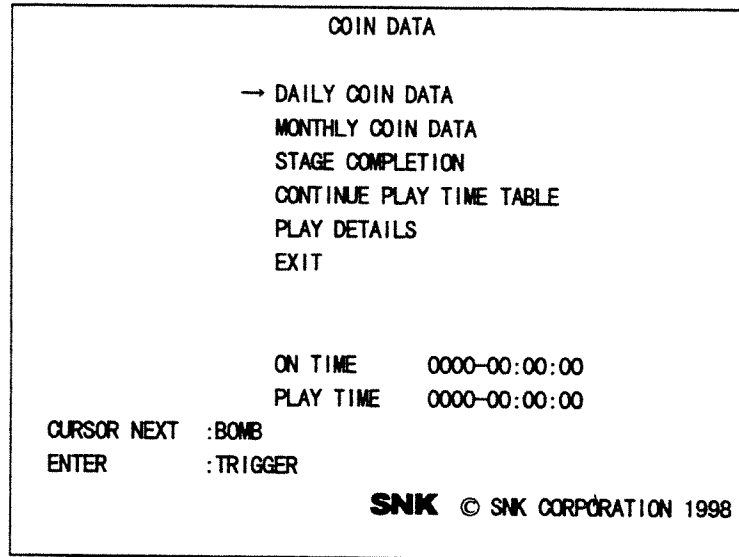 COIN DATA
→ DAILY COIN DATA
MONTHLY COIN DATA
STAGE COMPLETION
CONTINUE PLAY TIME TABLE
PLAY DETAILS
EXIT
ON TIME 0000-00:00:00
PLAY TIME 0000-00:00:00
CURSOR NEXT :BOMB
ENTER :TRIGGER
SNK © SNK CORPORATION 1998